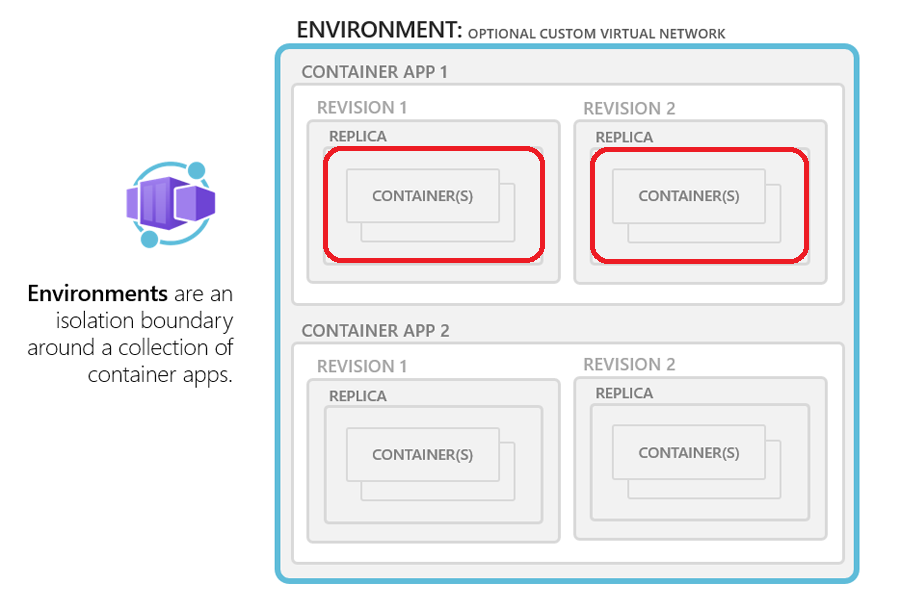 ENVIRONMENT: OPTIONAL CUSTOM VIRTUAL NETWORK
CONTAINER APP 1
REVISION 1
REPLICA
CONTAINER(S)
REVISION 2
REPLICA
CONTAINER(S)
Environments are an
isolation boundary
around a collection of
container apps.
CONTAINER APP 2
REVISION 1
REPLICA
CONTAINER(S)
REVISION 2
REPLICA
CONTAINER(S)